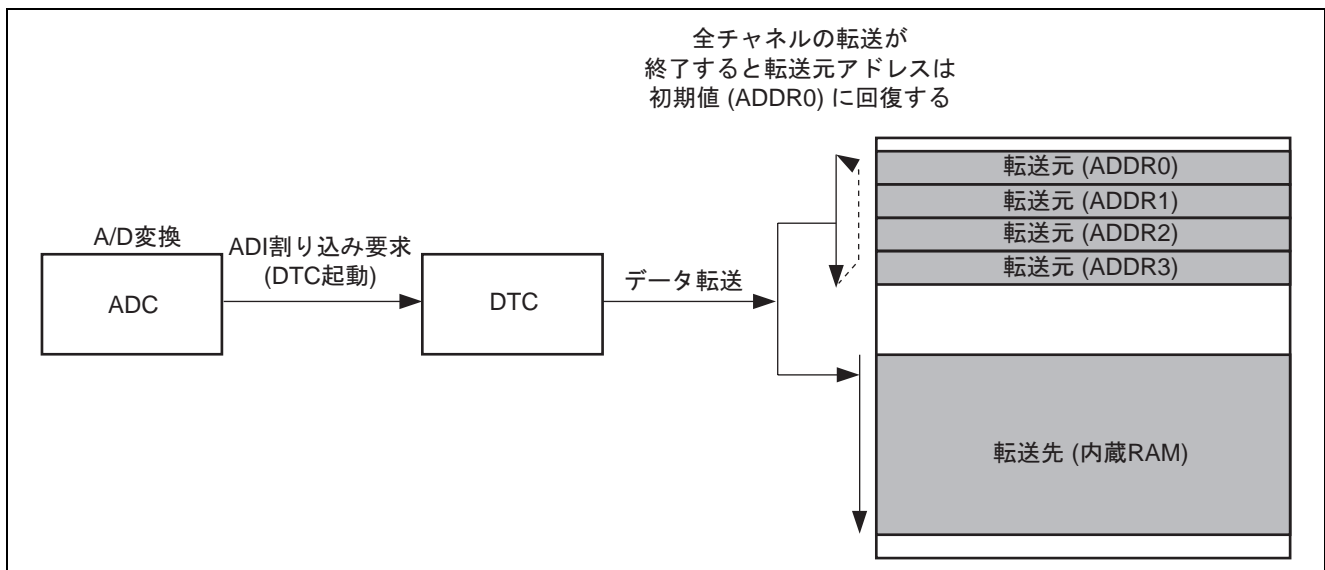 全チャネルの転送が
終了すると転送元アドレスは
初期値 (ADDR0) に回復する
A/D変換
ADC
ADI割り込み要求
(DTC起動)
DTC
データ転送
転送元 (ADDR0)
転送元 (ADDR1)
転送元 (ADDR2)
転送元 (ADDR3)
転送先 (内蔵RAM)